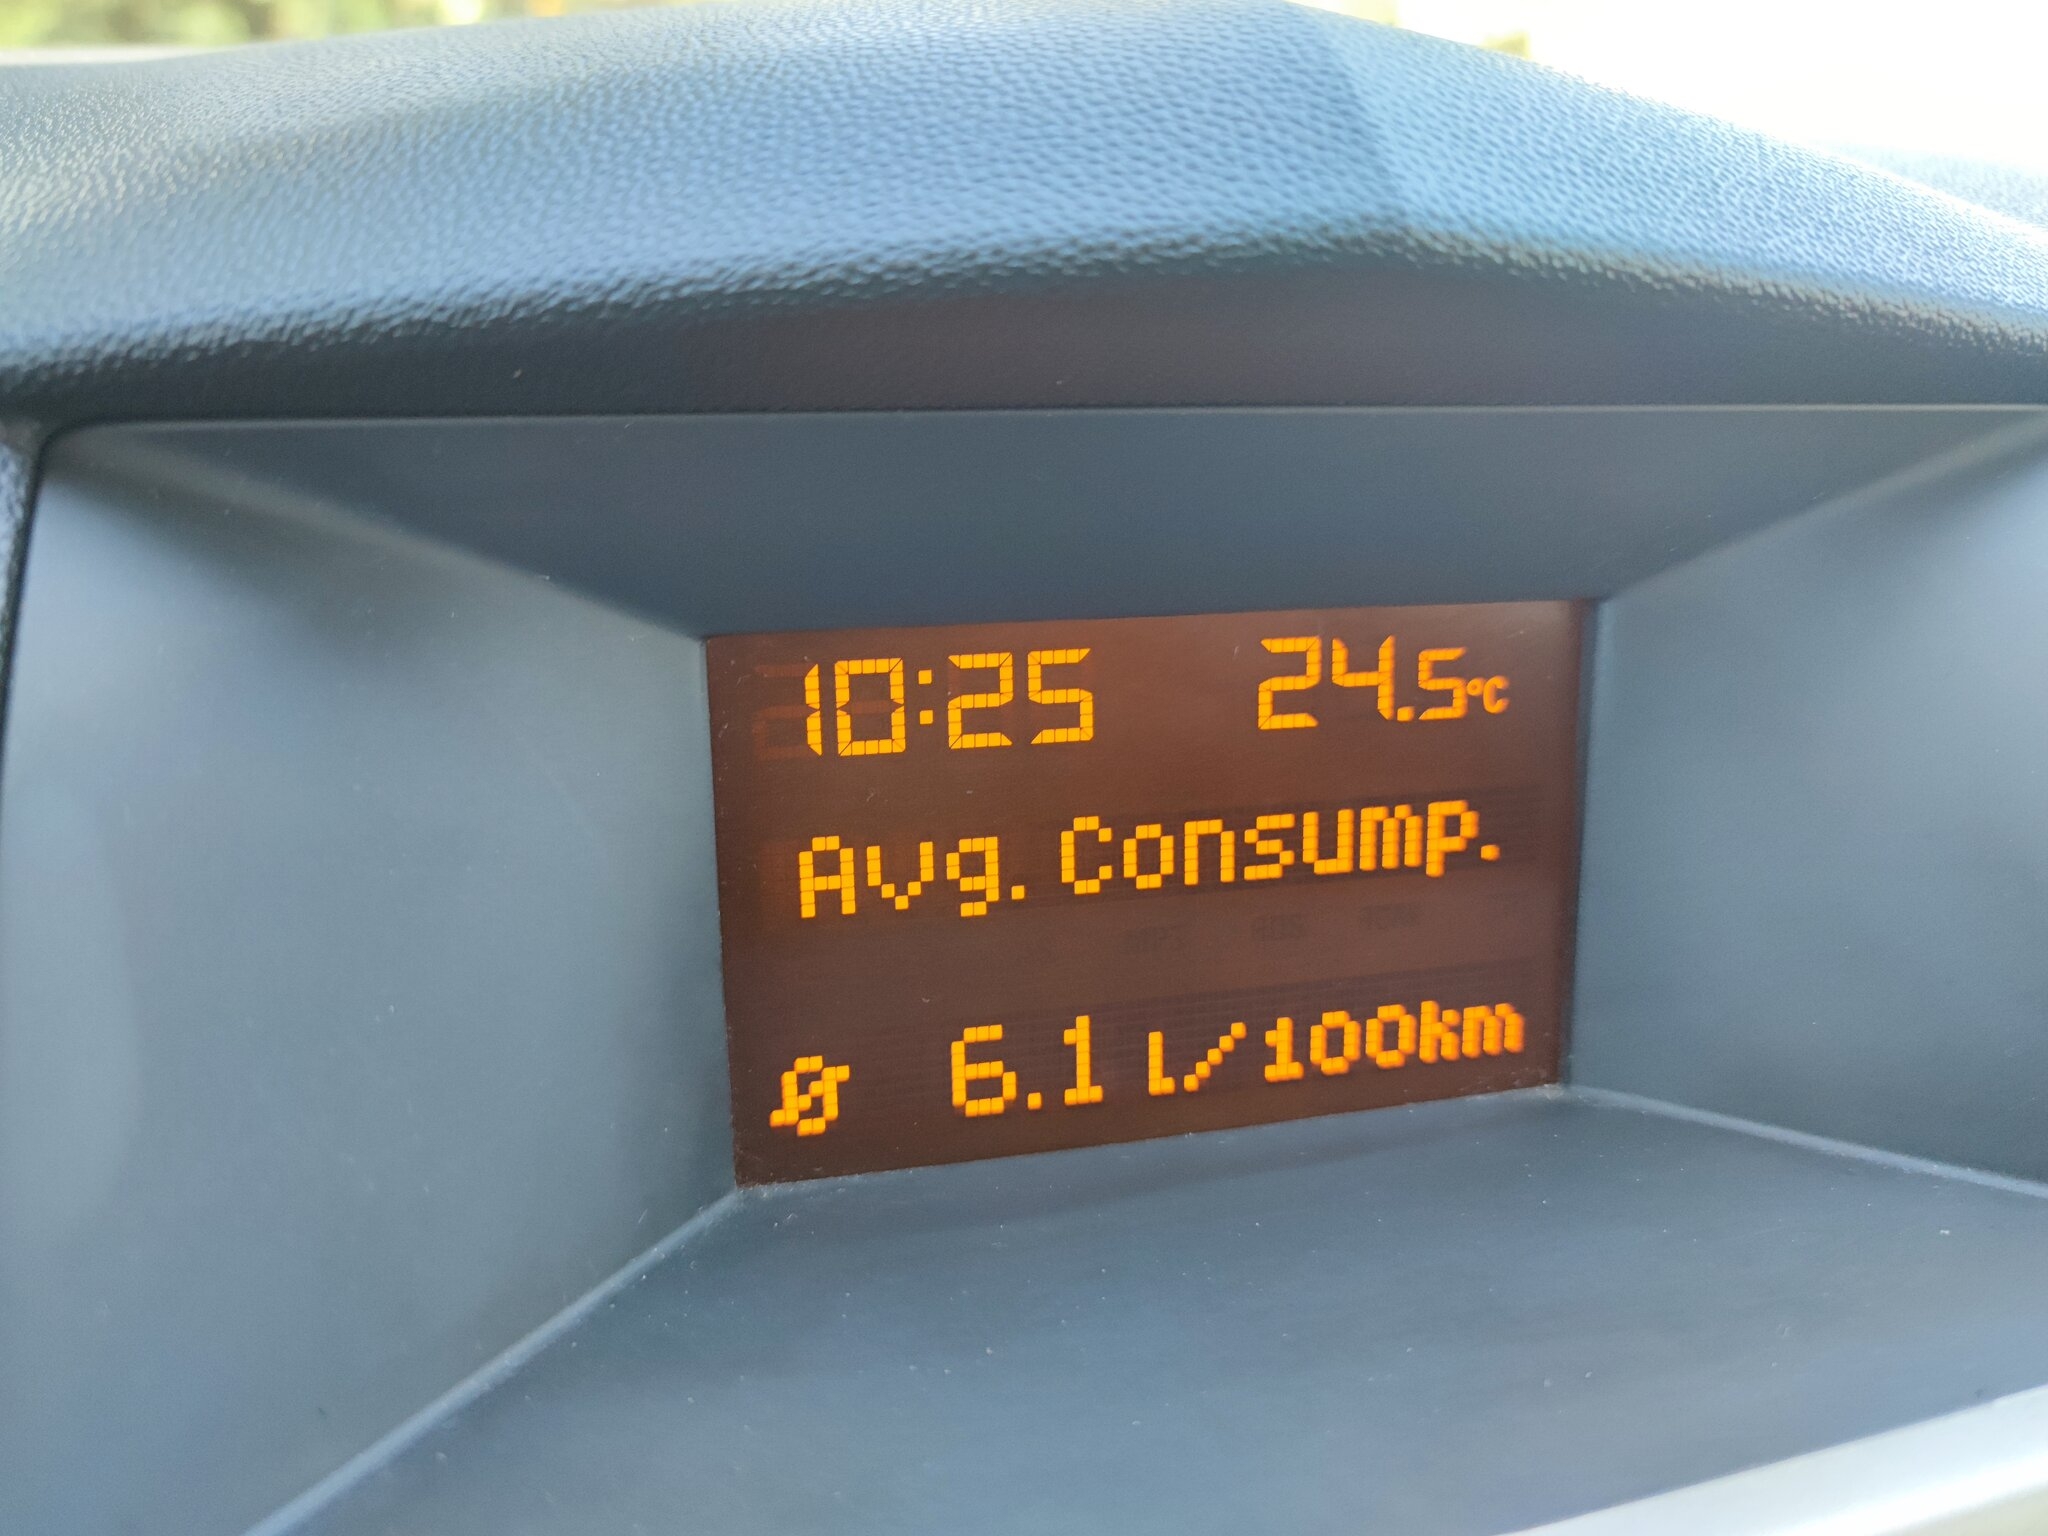 10:25 24.5°C
Avg. Consump.
Ø 6.1 l/100km